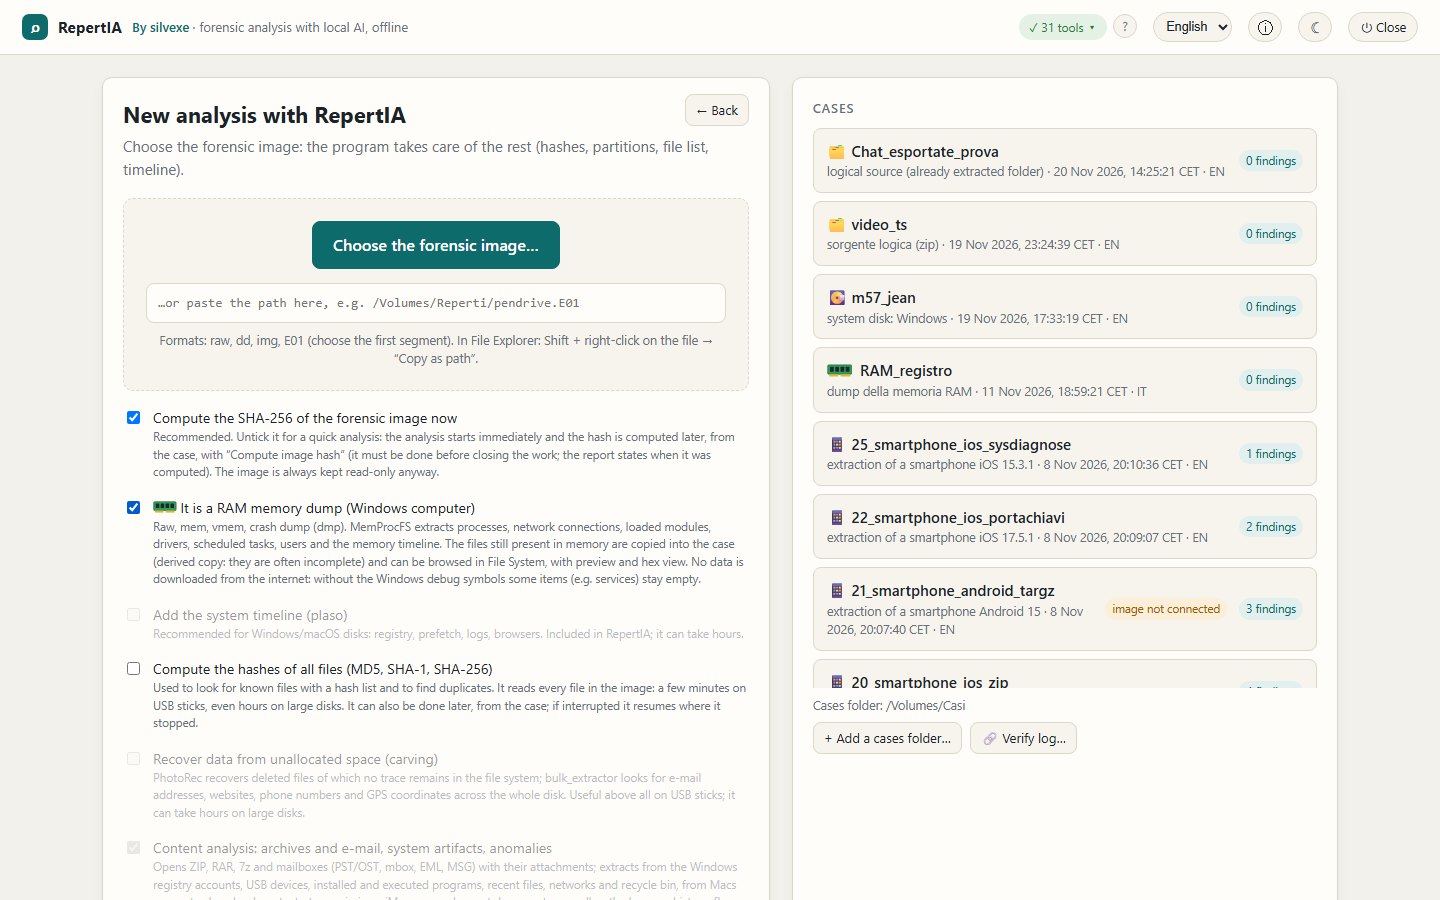 RepertIA By silvexe · forensic analysis with local AI, offline
✓ 31 tools ▾ ? English ⓘ ☾ ⏻ Close
New analysis with RepertIA
← Back
Choose the forensic image: the program takes care of the rest (hashes, partitions, file list,
timeline).
Choose the forensic image...
…or paste the path here, e.g. /Volumes/Reperti/pendrive.E01
Formats: raw, dd, img, E01 (choose the first segment). In File Explorer: Shift + right-click on the file →
“Copy as path”.
Compute the SHA-256 of the forensic image now
Recommended. Untick it for a quick analysis: the analysis starts immediately and the hash is computed later, from
the case, with “Compute image hash” (it must be done before closing the work; the report states when it was
computed). The image is always kept read-only anyway.
It is a RAM memory dump (Windows computer)
Raw, mem, vmem, crash dump (dmp). MemProcFS extracts processes, network connections, loaded modules,
drivers, scheduled tasks, users and the memory timeline. The files still present in memory are copied into the case
(derived copy: they are often incomplete) and can be browsed in File System, with preview and hex view. No data is
downloaded from the internet: without the Windows debug symbols some items (e.g. services) stay empty.
Add the system timeline (plaso)
Recommended for Windows/macOS disks: registry, prefetch, logs, browsers. Included in RepertIA; it can take hours.
Compute the hashes of all files (MD5, SHA-1, SHA-256)
Used to look for known files with a hash list and to find duplicates. It reads every file in the image: a few minutes on
USB sticks, even hours on large disks. It can also be done later, from the case; if interrupted it resumes where it
stopped.
Recover data from unallocated space (carving)
PhotoRec recovers deleted files of which no trace remains in the file system; bulk_extractor looks for e-mail
addresses, websites, phone numbers and GPS coordinates across the whole disk. Useful above all on USB sticks; it
can take hours on large disks.
Content analysis: archives and e-mail, system artifacts, anomalies
Opens ZIP, RAR, 7z and mailboxes (PST/OST, mbox, EML, MSG) with their attachments; extracts from the Windows
registry accounts, USB devices, installed and executed programs, recent files, networks and recycle bin, from Macs
CASES
Chat_esportate_prova
logical source (already extracted folder) · 20 Nov 2026, 14:25:21 CET · EN
0 findings
video_ts
sorgente logica (zip) · 19 Nov 2026, 23:24:39 CET · EN
0 findings
m57_jean
system disk: Windows · 19 Nov 2026, 17:33:19 CET · EN
0 findings
RAM_registro
dump della memoria RAM · 11 Nov 2026, 18:59:21 CET · IT
0 findings
25_smartphone_ios_sysdiagnose
extraction of a smartphone iOS 15.3.1 · 8 Nov 2026, 20:10:36 CET · EN
1 findings
22_smartphone_ios_portachiavi
extraction of a smartphone iOS 17.5.1 · 8 Nov 2026, 20:09:07 CET · EN
2 findings
21_smartphone_android_targz
extraction of a smartphone Android 15 · 8 Nov
2026, 20:07:40 CET · EN
image not connected
3 findings
20_smartphone_ios_zip
Cases folder: /Volumes/Casi
+ Add a cases folder...
Verify log...